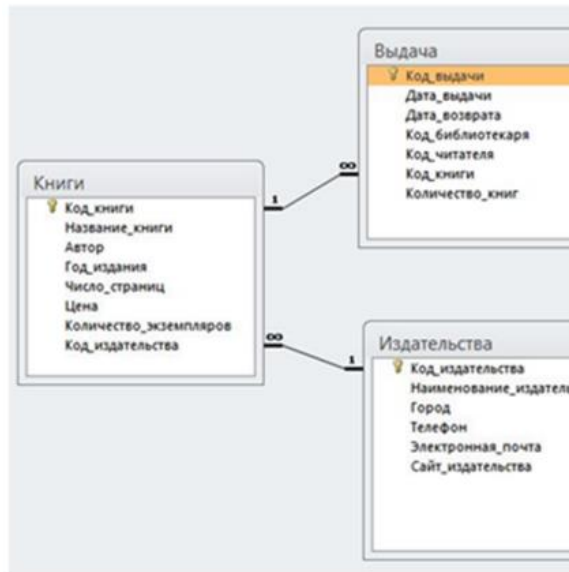 Выдача
Код_выдачи
Дата_выдачи
Дата_возврата
Код_библиотекаря
Код_читателя
Код_книги
Количество_книг
Книги
Код_книги
Название_книги
Автор
Год_издания
Число_страниц
Цена
Количество_экземпляров
Код_издательства
1
∞
∞
1
Издательства
Код_издательства
Наименование_издател
Город
Телефон
Электронная_почта
Сайт_издательства